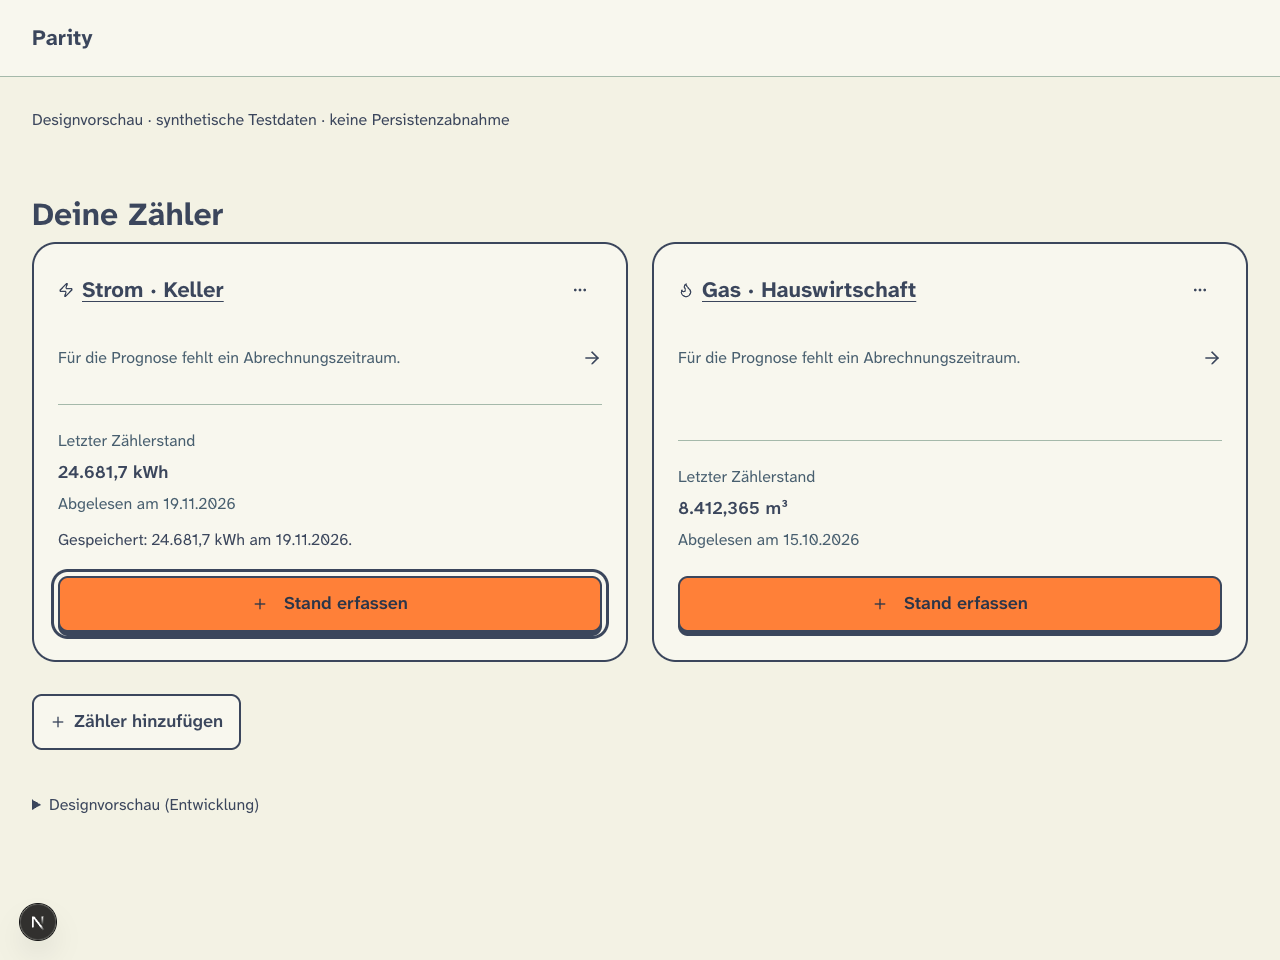 Parity
Designvorschau · synthetische Testdaten · keine Persistenzabnahme
Deine Zähler
Strom · Keller
Für die Prognose fehlt ein Abrechnungszeitraum.
Letzter Zählerstand
24.681,7 kWh
Abgelesen am 19.11.2026
Gespeichert: 24.681,7 kWh am 19.11.2026.
Stand erfassen
Gas · Hauswirtschaft
Für die Prognose fehlt ein Abrechnungszeitraum.
Letzter Zählerstand
8.412,365 m³
Abgelesen am 15.10.2026
Stand erfassen
Zähler hinzufügen
Designvorschau (Entwicklung)
N